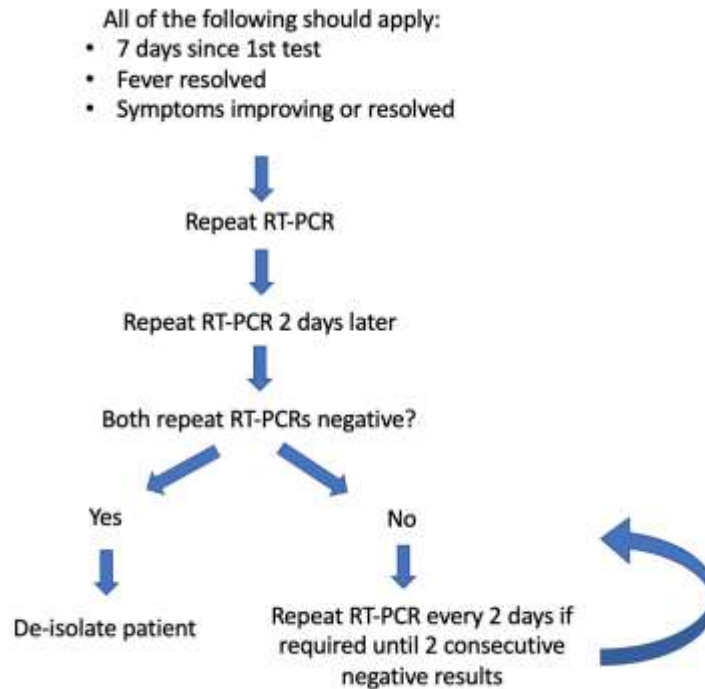 All of the following should apply:
• 7 days since 1st test
• Fever resolved
• Symptoms improving or resolved
Repeat RT-PCR
Repeat RT-PCR 2 days later
Both repeat RT-PCRs negative?
Yes
No
De-isolate patient
Repeat RT-PCR every 2 days if
required until 2 consecutive
negative results